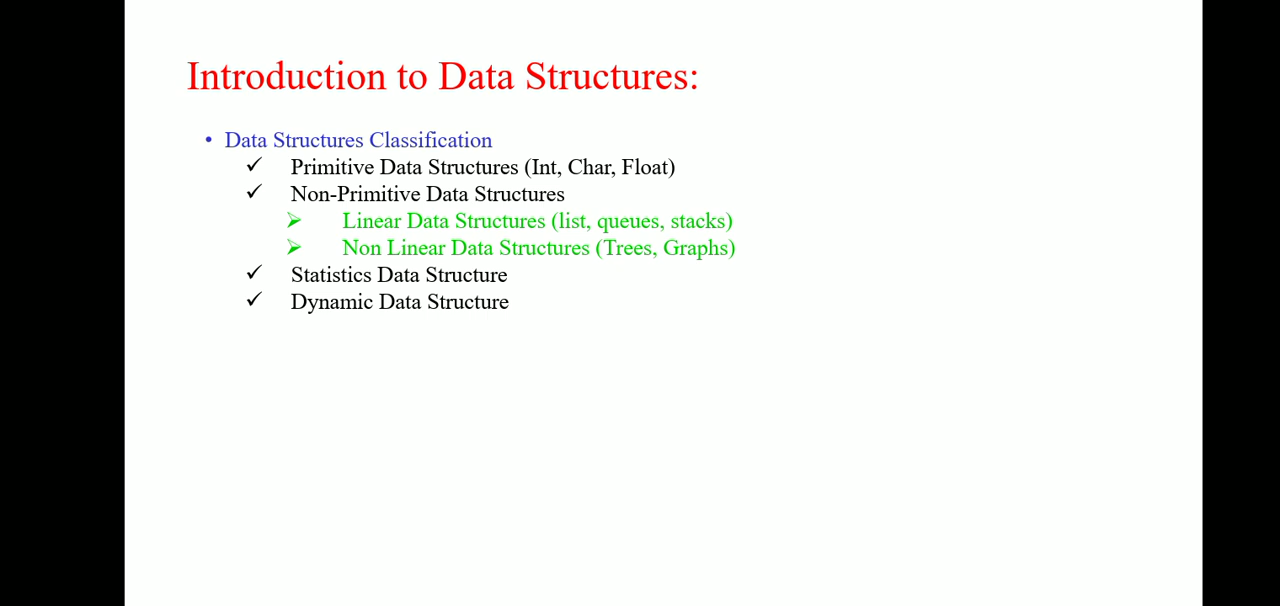 Introduction to Data Structures:
• Data Structures Classification
✓ Primitive Data Structures (Int, Char, Float)
✓ Non-Primitive Data Structures
➢ Linear Data Structures (list, queues, stacks)
➢ Non Linear Data Structures (Trees, Graphs)
✓ Statistics Data Structure
✓ Dynamic Data Structure